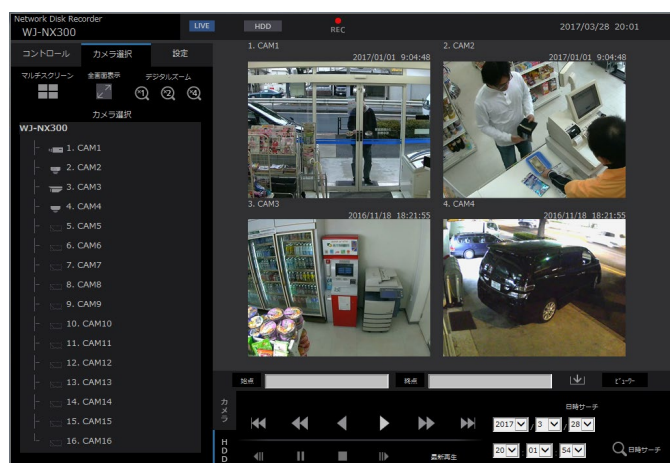 Network Disk Recorder
WJ-NX300
LIVE
HDD
REC
2017/03/28 20:01
コントロール
カメラ選択
設定
マルチスクリーン
全画面表示
デジタルズーム
カメラ選択
WJ-NX300
1. CAM1
2. CAM2
3. CAM3
4. CAM4
5. CAM5
6. CAM6
7. CAM7
8. CAM8
9. CAM9
10. CAM10
11. CAM11
12. CAM12
13. CAM13
14. CAM14
15. CAM15
16. CAM16
1. CAM1
2017/01/01 9:04:48
2. CAM2
2017/01/01 9:04:48
3. CAM3
2016/11/18 18:21:55
4. CAM4
2016/11/18 18:21:55
始点
終点
ビューワー
カメラ
HDD
日時サーチ
2017 / 3 / 28
最新再生
20 : 01 : 54
日時サーチ